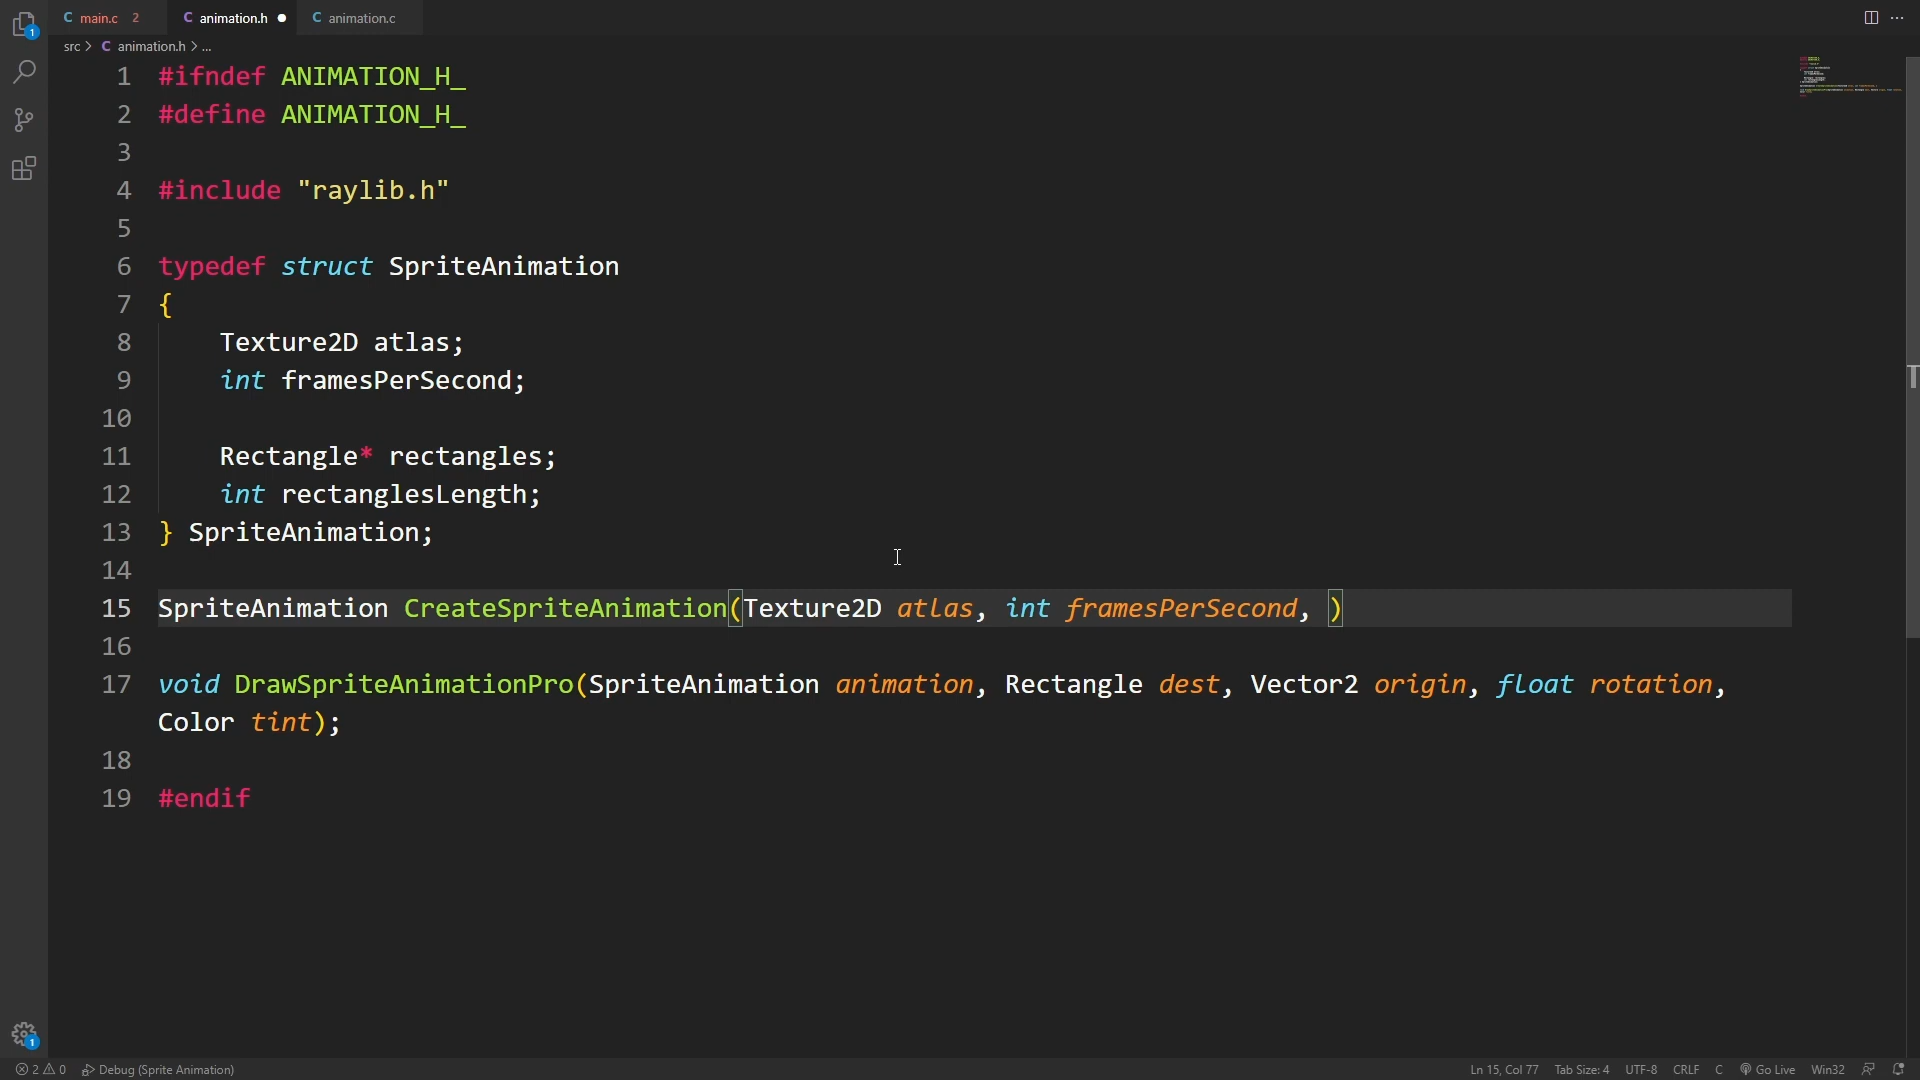 main.c 2 animation.h animation.c
src > animation.h > ...
1 #ifndef ANIMATION_H_
2 #define ANIMATION_H_
3
4 #include "raylib.h"
5
6 typedef struct SpriteAnimation
7 {
8 Texture2D atlas;
9 int framesPerSecond;
10
11 Rectangle* rectangles;
12 int rectanglesLength;
13 } SpriteAnimation;
14
15 SpriteAnimation CreateSpriteAnimation(Texture2D atlas, int framesPerSecond, )
16
17 void DrawSpriteAnimationPro(SpriteAnimation animation, Rectangle dest, Vector2 origin, float rotation,
Color tint);
18
19 #endif
1
1
2 0 Debug (Sprite Animation) Ln 15, Col 77 Tab Size: 4 UTF-8 CRLF C Go Live Win32